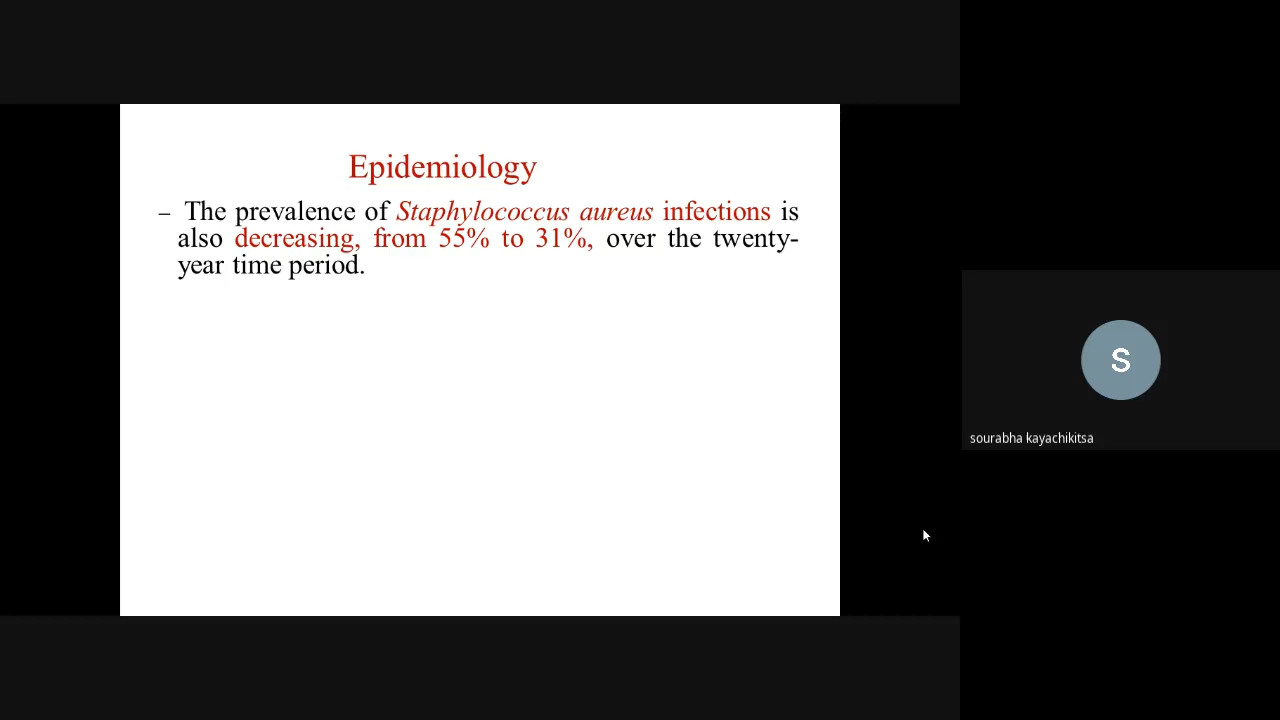 Epidemiology
– The prevalence of Staphylococcus aureus infections is
also decreasing, from 55% to 31%, over the twenty-
year time period.
S
sourabha kayachikitsa